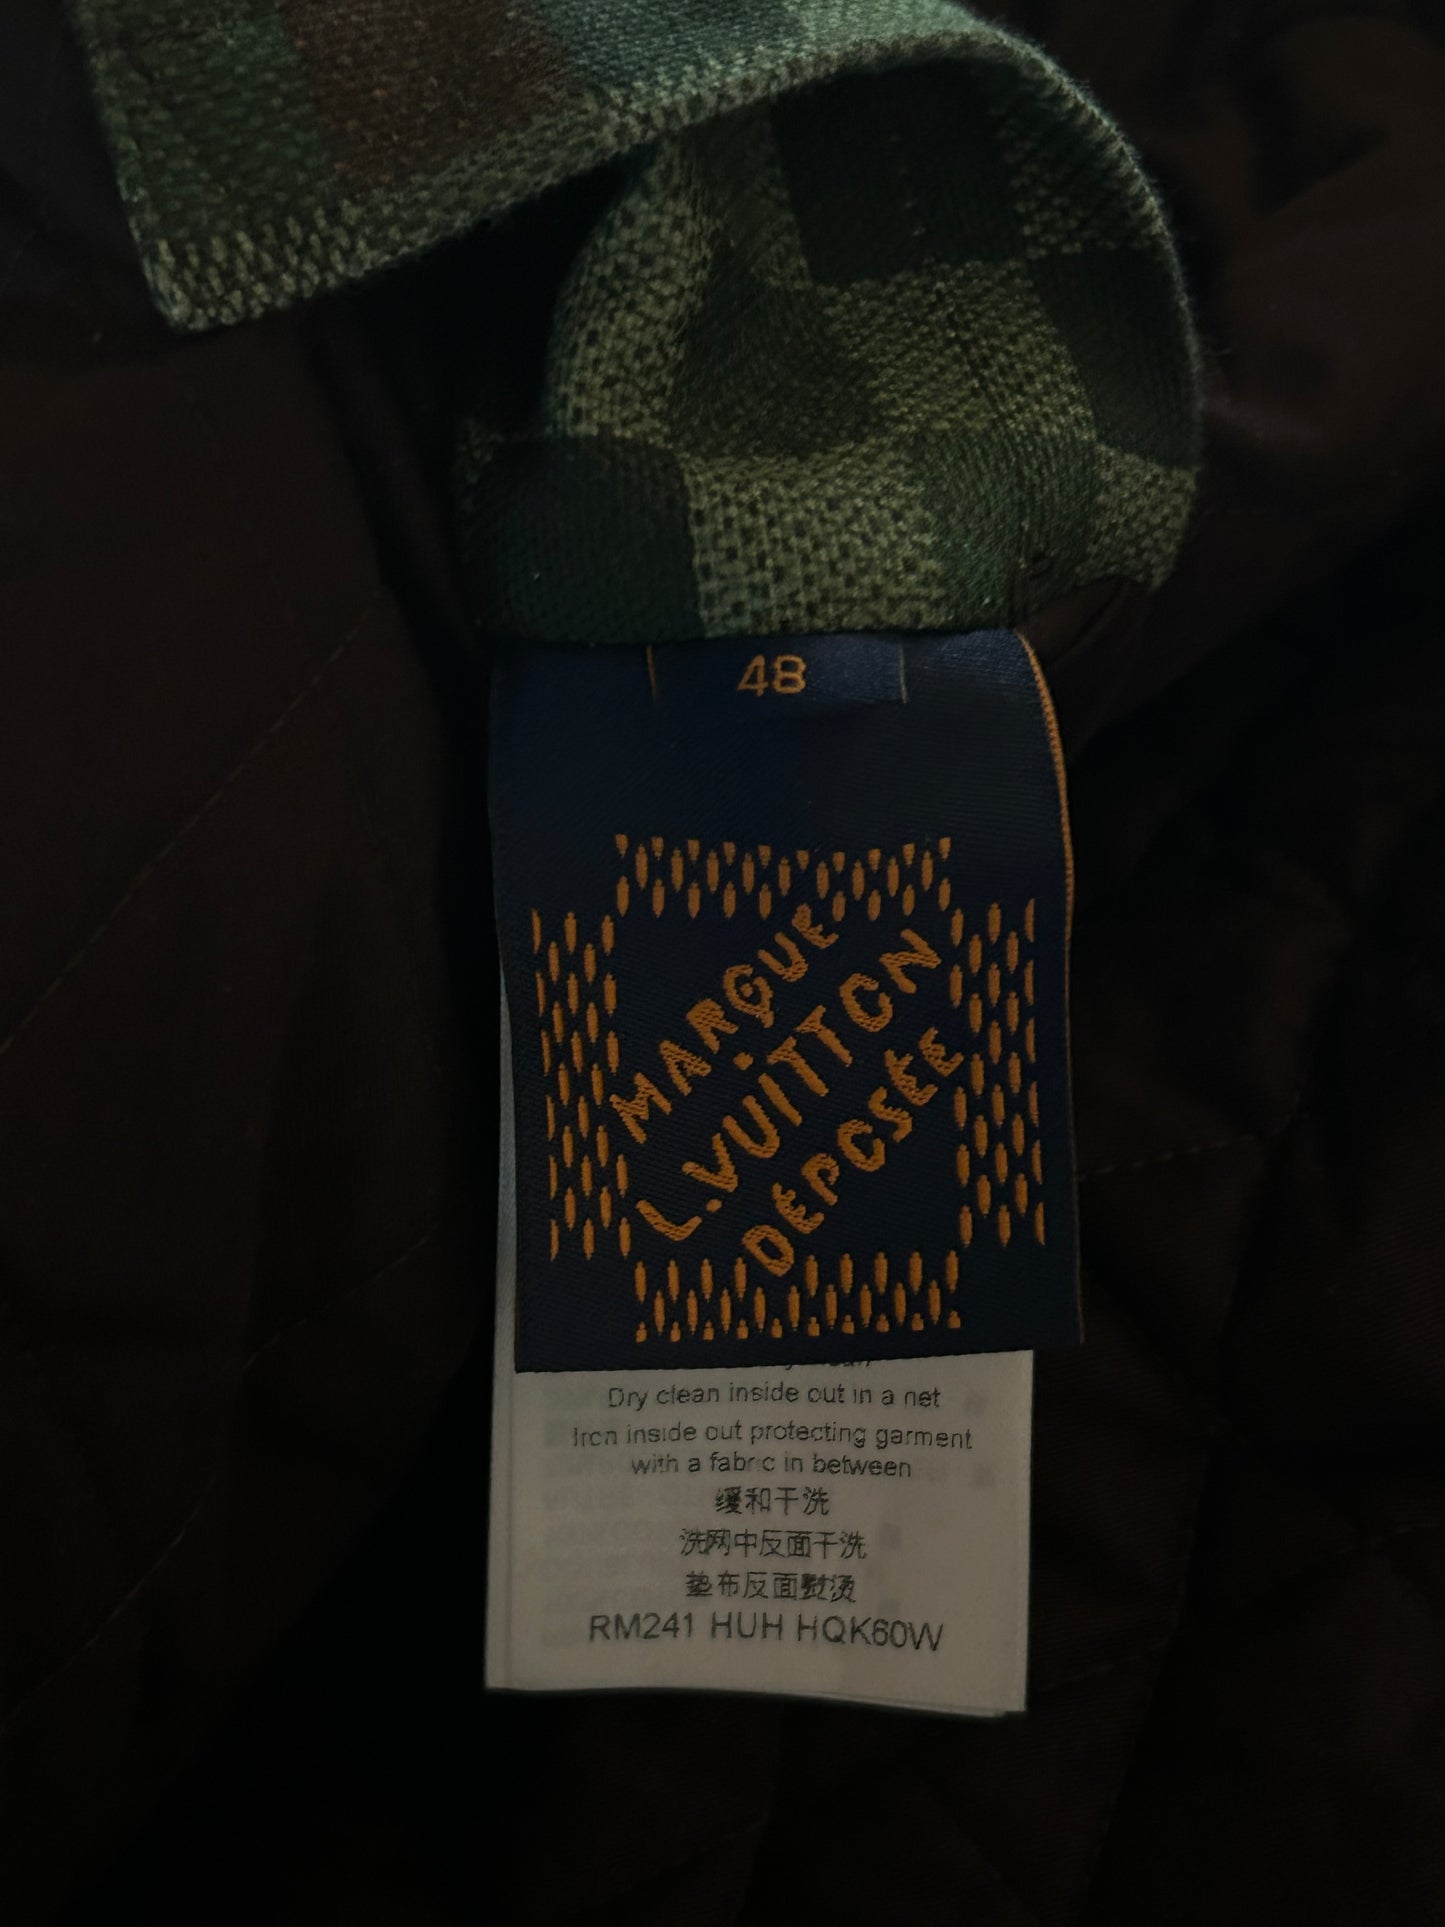 48
MARQUE
L.VUITTON
DÉPOSÉE
Dry clean inside out in a net
Iron inside out protecting garment
with a fabric in between
缓和干洗
洗网中反面干洗
垫布反面熨烫
RM241 HUH HQK60W